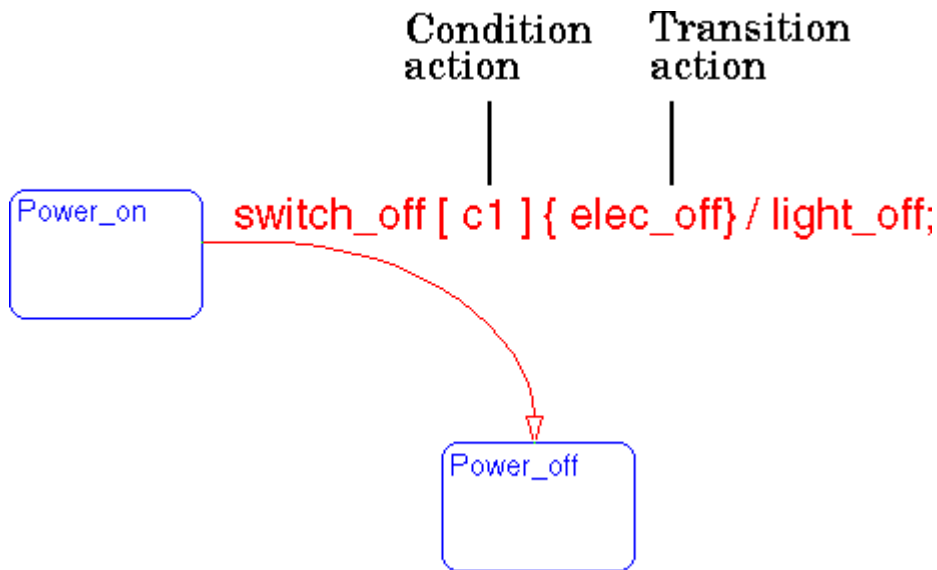 Condition action
Transition action
Power_on
switch_off [ c1 ] { elec_off} / light_off;
Power_off